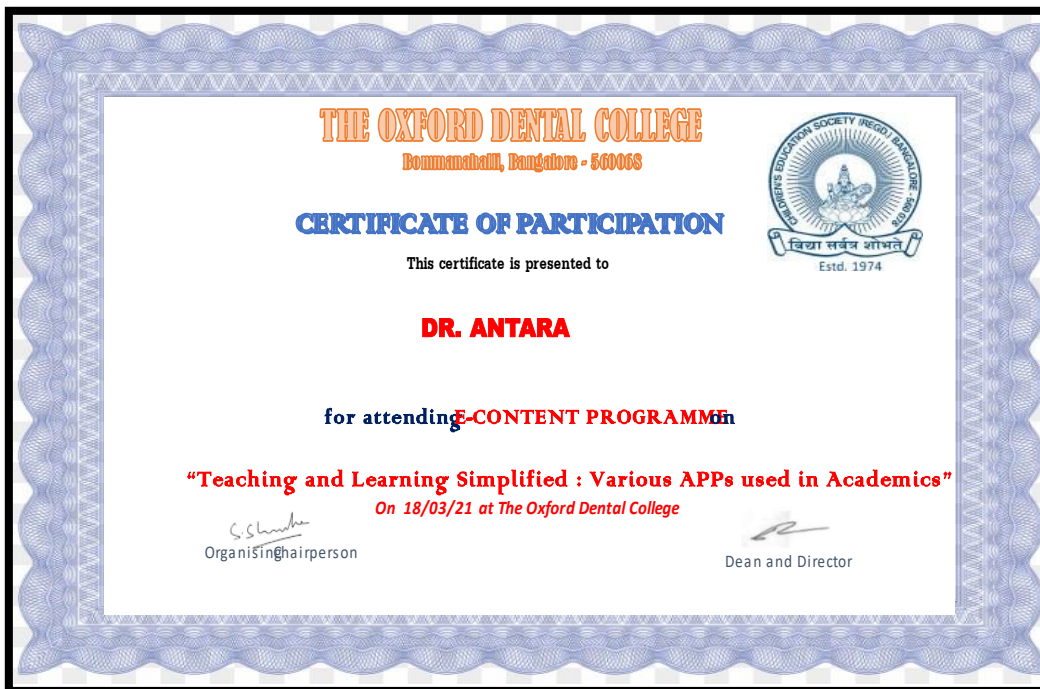 THE OXFORD DENTAL COLLEGE
Bommanahalli, Bangalore - 560068
CHILDREN'S EDUCATION SOCIETY (REGD.) BANGALORE - 560 078
विद्या सर्वत्र शोभते
Estd. 1974
CERTIFICATE OF PARTICIPATION
This certificate is presented to
DR. ANTARA
for attending E-CONTENT PROGRAMME on
“Teaching and Learning Simplified : Various APPs used in Academics”
On 18/03/21 at The Oxford Dental College
Organising Chairperson
Dean and Director